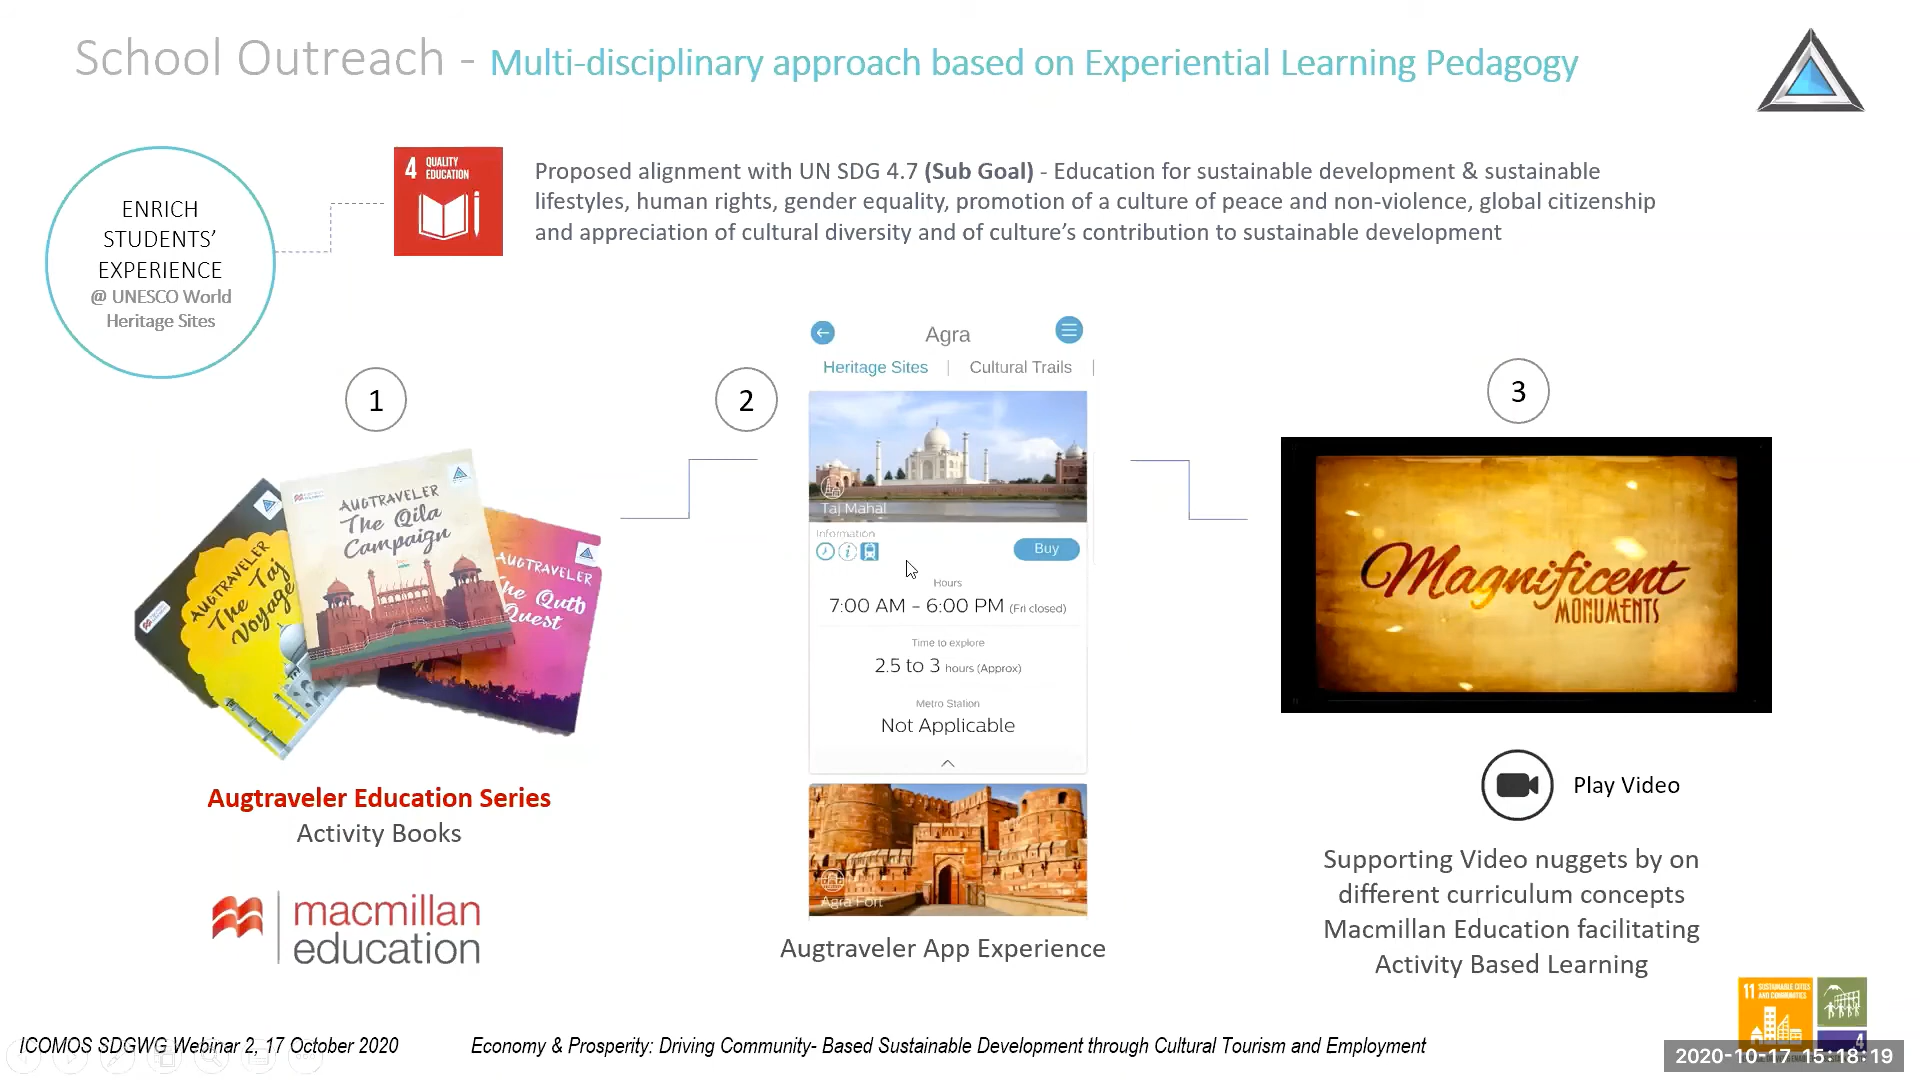 School Outreach - Multi-disciplinary approach based on Experiential Learning Pedagogy
ENRICH
STUDENTS’
EXPERIENCE
@ UNESCO World
Heritage Sites
4 QUALITY
EDUCATION
Proposed alignment with UN SDG 4.7 (Sub Goal) - Education for sustainable development & sustainable
lifestyles, human rights, gender equality, promotion of a culture of peace and non-violence, global citizenship
and appreciation of cultural diversity and of culture’s contribution to sustainable development
1
AUGTRAVELER
The Taj
Voyage
AUGTRAVELER
The Qila
Campaign
AUGTRAVELER
The Qutb
Quest
Augtraveler Education Series
Activity Books
macmillan
education
2
Agra
Heritage Sites | Cultural Trails |
Taj Mahal
Information
Buy
Hours
7:00 AM – 6:00 PM (Fri closed)
Time to explore
2.5 to 3 hours (Approx)
Metro Station
Not Applicable
Agra Fort
Augtraveler App Experience
3
Magnificent
MONUMENTS
Play Video
Supporting Video nuggets by on
different curriculum concepts
Macmillan Education facilitating
Activity Based Learning
11 SUSTAINABLE CITIES
AND COMMUNITIES
4
ICOMOS SDGWG Webinar 2, 17 October 2020
Economy & Prosperity: Driving Community- Based Sustainable Development through Cultural Tourism and Employment
2020-10-17 15:18:19